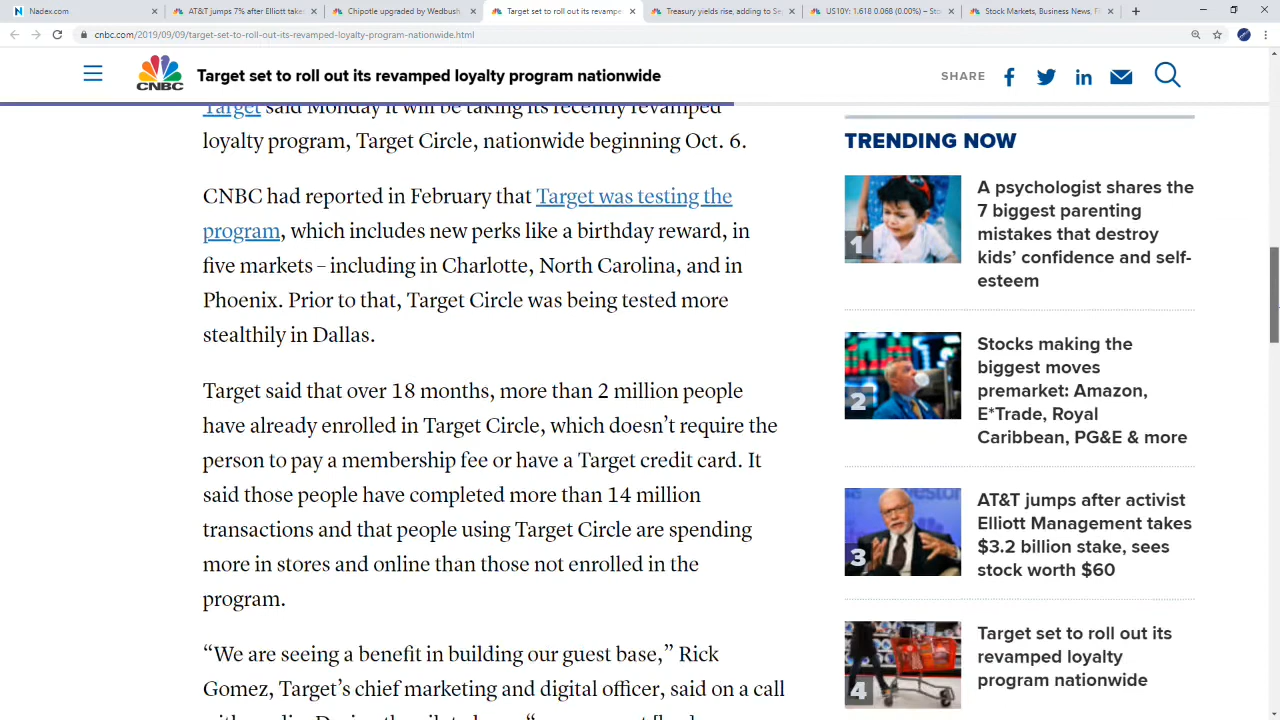 Nadex.com
AT&T jumps 7% after Elliott take
Chipotle upgraded by Wedbush
Target set to roll out its revampe
Treasury yields rise, adding to Se
US10Y: 1.618 0.068 (0.00%) – Sto
Stock Markets, Business News, F
cnbc.com/2019/09/09/target-set-to-roll-out-its-revamped-loyalty-program-nationwide.html
CNBC
Target set to roll out its revamped loyalty program nationwide
SHARE
Target said Monday it will be taking its recently revamped
loyalty program, Target Circle, nationwide beginning Oct. 6.
CNBC had reported in February that Target was testing the
program, which includes new perks like a birthday reward, in
five markets – including in Charlotte, North Carolina, and in
Phoenix. Prior to that, Target Circle was being tested more
stealthily in Dallas.
Target said that over 18 months, more than 2 million people
have already enrolled in Target Circle, which doesn’t require the
person to pay a membership fee or have a Target credit card. It
said those people have completed more than 14 million
transactions and that people using Target Circle are spending
more in stores and online than those not enrolled in the
program.
“We are seeing a benefit in building our guest base,” Rick
Gomez, Target’s chief marketing and digital officer, said on a call
TRENDING NOW
1
A psychologist shares the
7 biggest parenting
mistakes that destroy
kids’ confidence and self-
esteem
2
Stocks making the
biggest moves
premarket: Amazon,
E*Trade, Royal
Caribbean, PG&E & more
3
AT&T jumps after activist
Elliott Management takes
$3.2 billion stake, sees
stock worth $60
4
Target set to roll out its
revamped loyalty
program nationwide